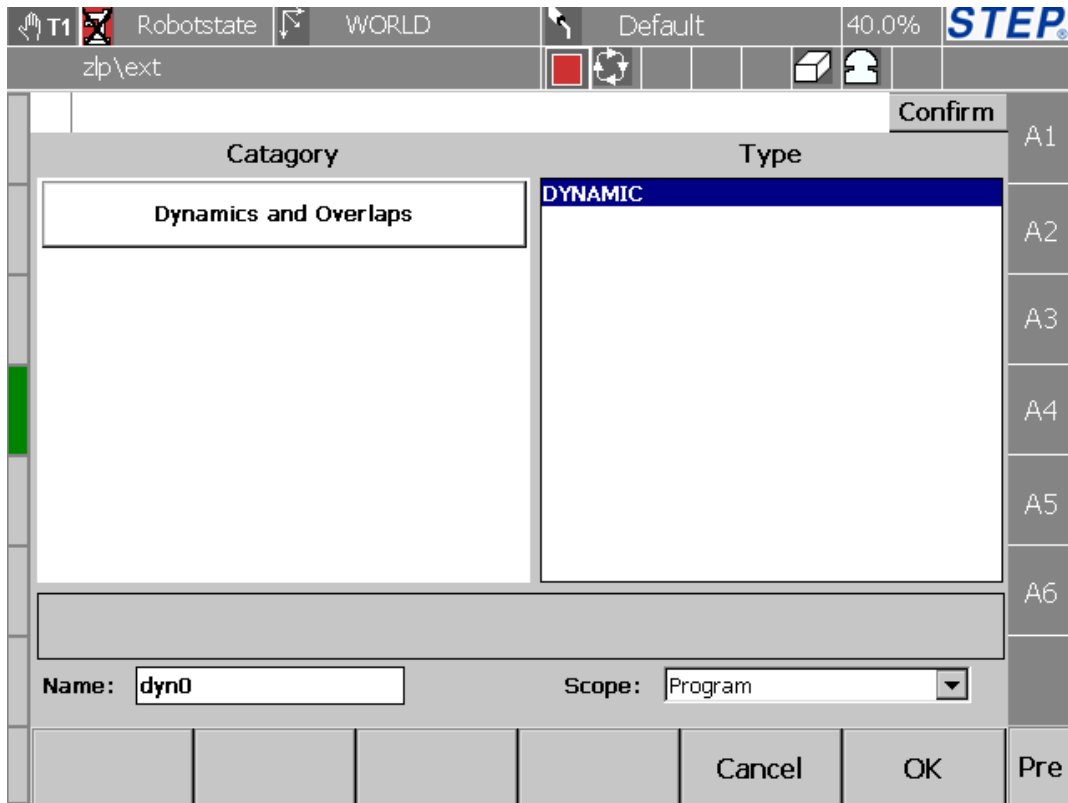 T1 Robotstate WORLD Default 40.0% STEP®
zlp\ext
Confirm
A1
Catagory Type
Dynamics and Overlaps DYNAMIC
A2
A3
A4
A5
A6
Name: dyn0 Scope: Program
Cancel OK Pre